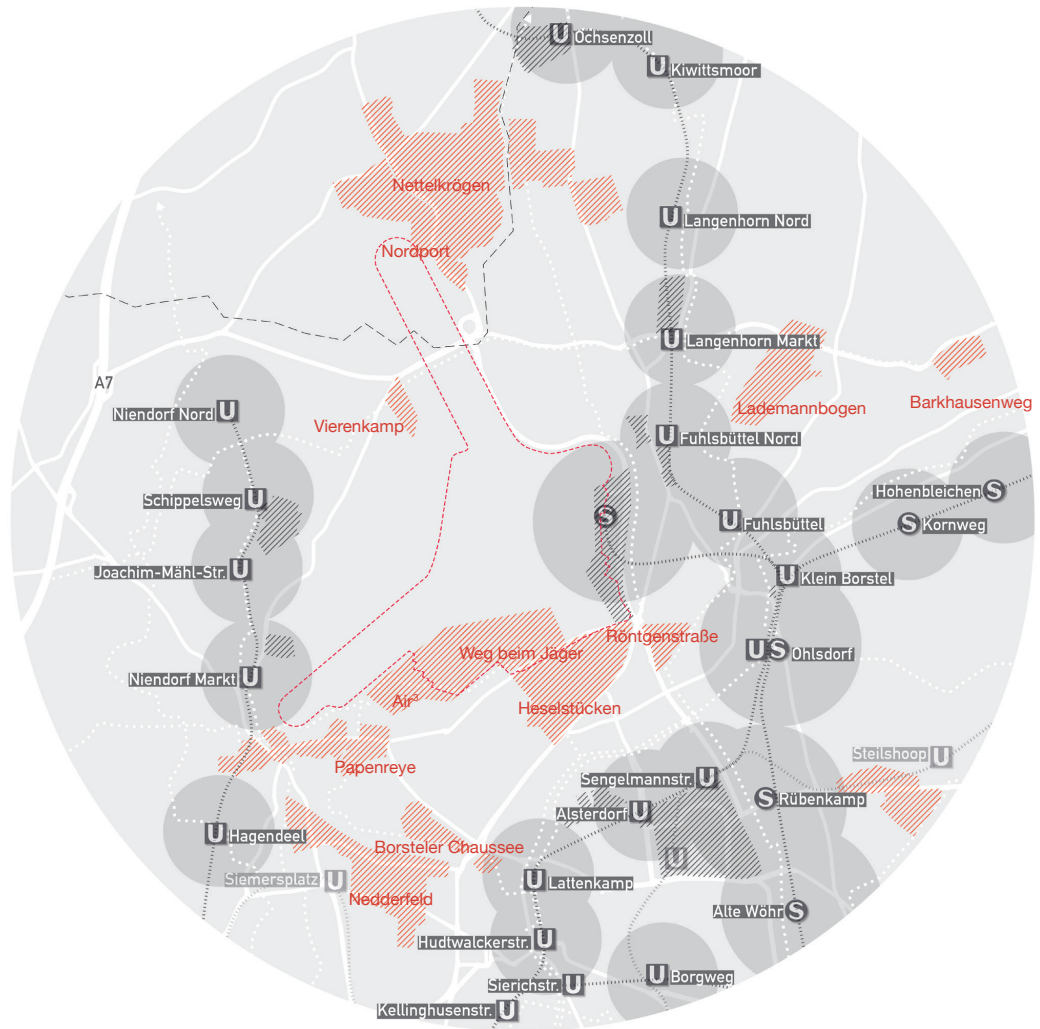 U Ochsenzoll
U Kiwittsmoor
Nettelkrögen
U Langenhorn Nord
Nordport
U Langenhorn Markt
A7
Lademannbogen
Barkhausenweg
Niendorf Nord U
Vierenkamp
U Fuhlsbüttel Nord
Schippelsweg U
Hohenbleichen S
S
U Fuhlsbüttel
S Kornweg
Joachim-Mähl-Str. U
U Klein Borstel
Röntgenstraße
Weg beim Jäger
U S Ohlsdorf
Niendorf Markt U
Air³
Heselstücken
Steilshoop U
Papenreye
Sengelmannstr. U
S Rübenkamp
Alsterdorf U
U Hagendeel
Borsteler Chaussee
U
Siemersplatz U
U Lattenkamp
Nedderfeld
Alte Wöhr S
Hudtwalckerstr. U
Sierichstr. U
U Borgweg
Kellinghusenstr. U